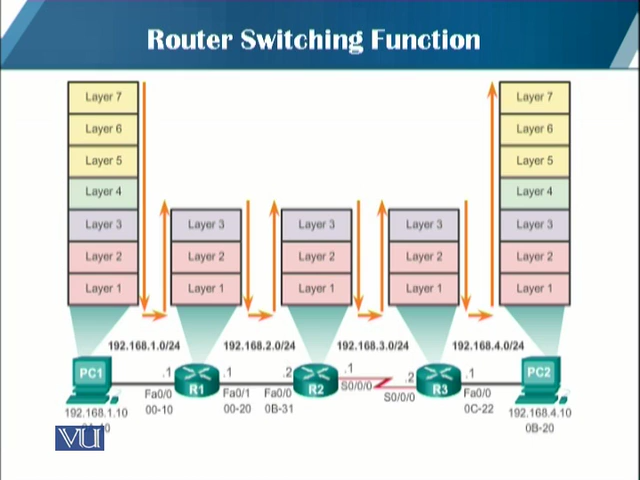 Router Switching Function
Layer 7
Layer 6
Layer 5
Layer 4
Layer 3
Layer 2
Layer 1
Layer 3
Layer 2
Layer 1
Layer 3
Layer 2
Layer 1
Layer 3
Layer 2
Layer 1
Layer 7
Layer 6
Layer 5
Layer 4
Layer 3
Layer 2
Layer 1
192.168.1.0/24
192.168.2.0/24
192.168.3.0/24
192.168.4.0/24
PC1
192.168.1.10
.1
Fa0/0
00-10
R1
.1
Fa0/1
00-20
.2
Fa0/0
0B-31
R2
.1
S0/0/0
.2
S0/0/0
R3
.1
Fa0/0
0C-22
PC2
192.168.4.10
0B-20
VU